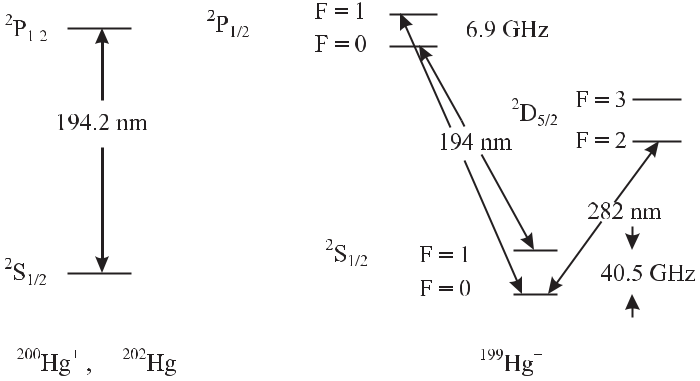 ²P₁ ₂
194.2 nm
²S₁/₂
²⁰⁰Hg⁺, ²⁰²Hg
²P₁/₂
F = 1
F = 0
6.9 GHz
194 nm
²D₅/₂
F = 3
F = 2
282 nm
²S₁/₂
F = 1
F = 0
40.5 GHz
¹⁹⁹Hg⁻